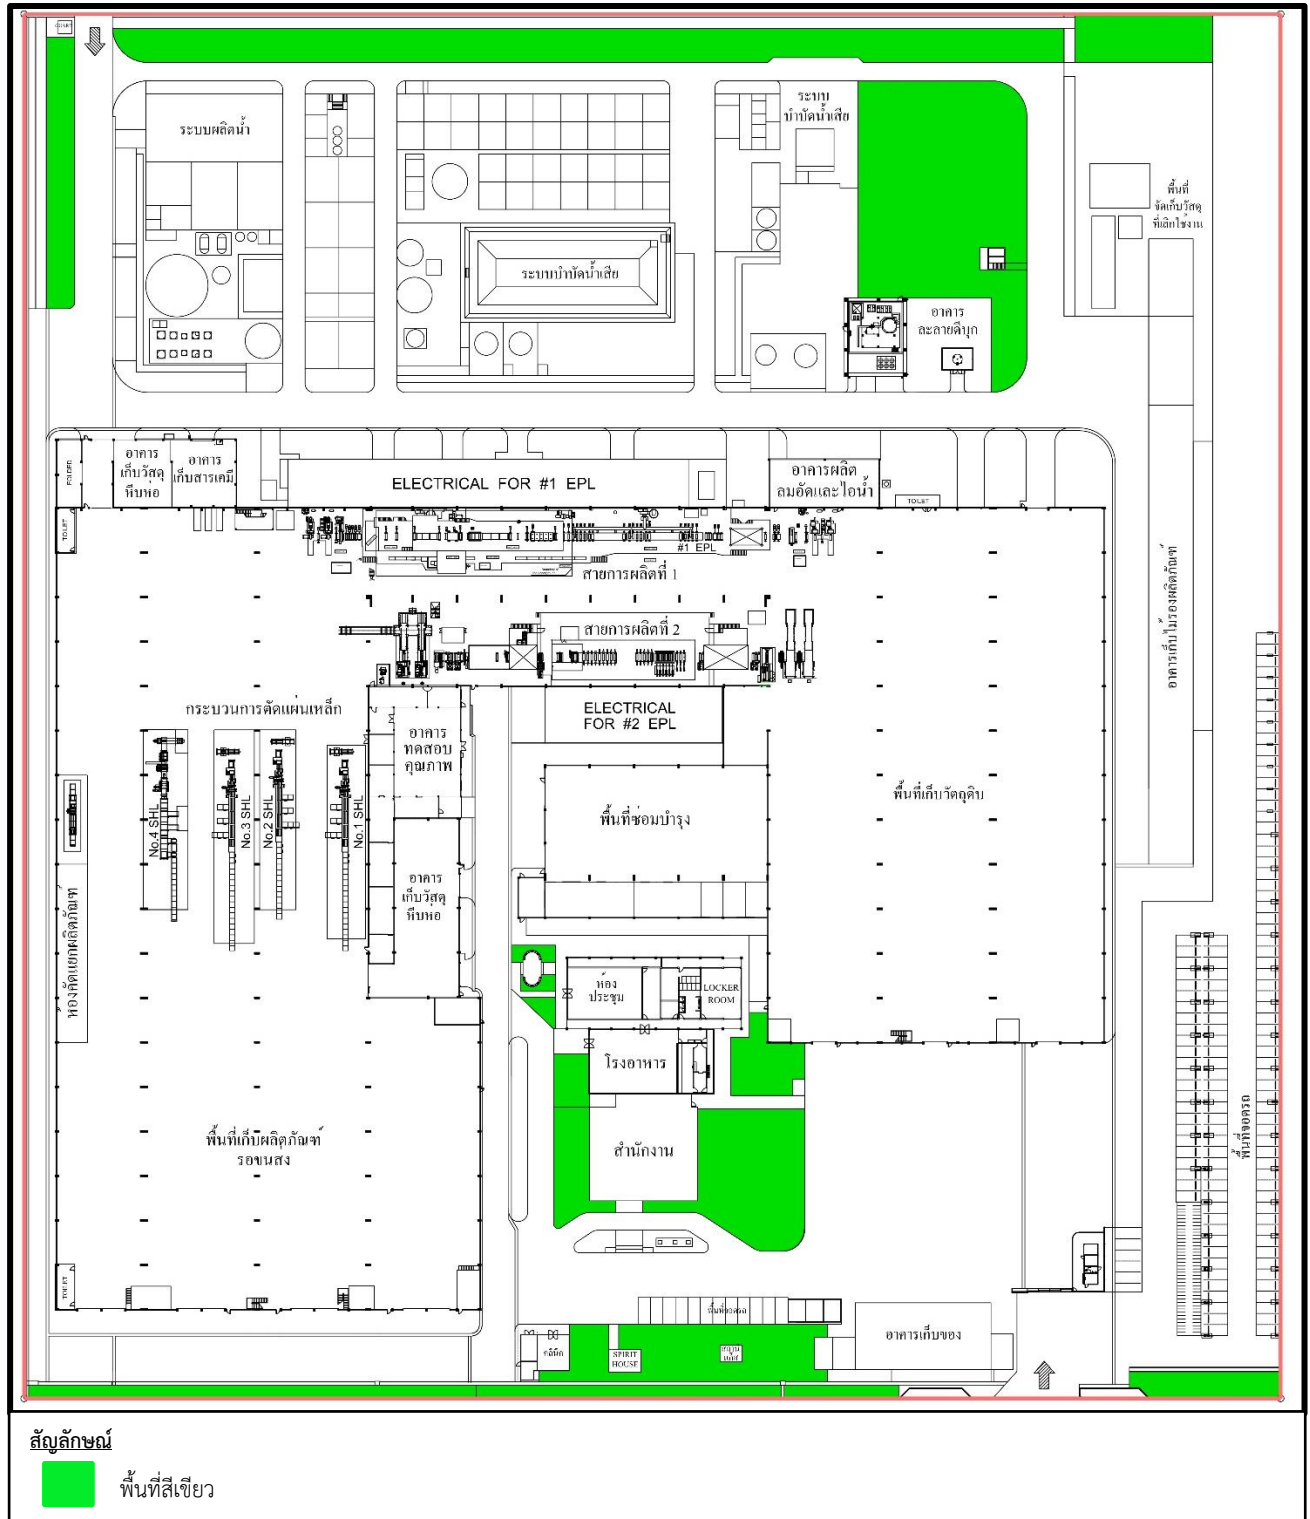 GUARD
ระบบผลิตน้ำ
ระบบ
บำบัดน้ำเสีย
พื้นที่
จัดเก็บวัสดุ
ที่เลิกใช้งาน
ระบบบำบัดน้ำเสีย
อาคาร
ละลายดีบุก
FOLDED
อาคาร
เก็บวัสดุ
หีบห่อ
อาคาร
เก็บสารเคมี
ELECTRICAL FOR #1 EPL
อาคารผลิต
ลมอัดและไอน้ำ
TOILET
TOILET
#1 EPL
สายการผลิตที่ 1
สายการผลิตที่ 2
อาคารเก็บไม้รองผลิตภัณฑ์
กระบวนการตัดแผ่นเหล็ก
ELECTRICAL
FOR #2 EPL
อาคาร
ทดสอบ
คุณภาพ
พื้นที่เก็บวัตถุดิบ
No.4 SHL
No.3 SHL
No.2 SHL
No.1 SHL
พื้นที่ซ่อมบำรุง
อาคาร
เก็บวัสดุ
หีบห่อ
ห้องคัดแยกผลิตภัณฑ์
ห้อง
ประชุม
LOCKER
ROOM
โรงอาหาร
พื้นที่เก็บผลิตภัณฑ์
รอขนส่ง
สำนักงาน
พื้นที่จอดรถ
TOILET
พื้นที่จอดรถ
อาคารเก็บของ
คลินิก
SPIRIT
HOUSE
สัญลักษณ์
พื้นที่สีเขียว